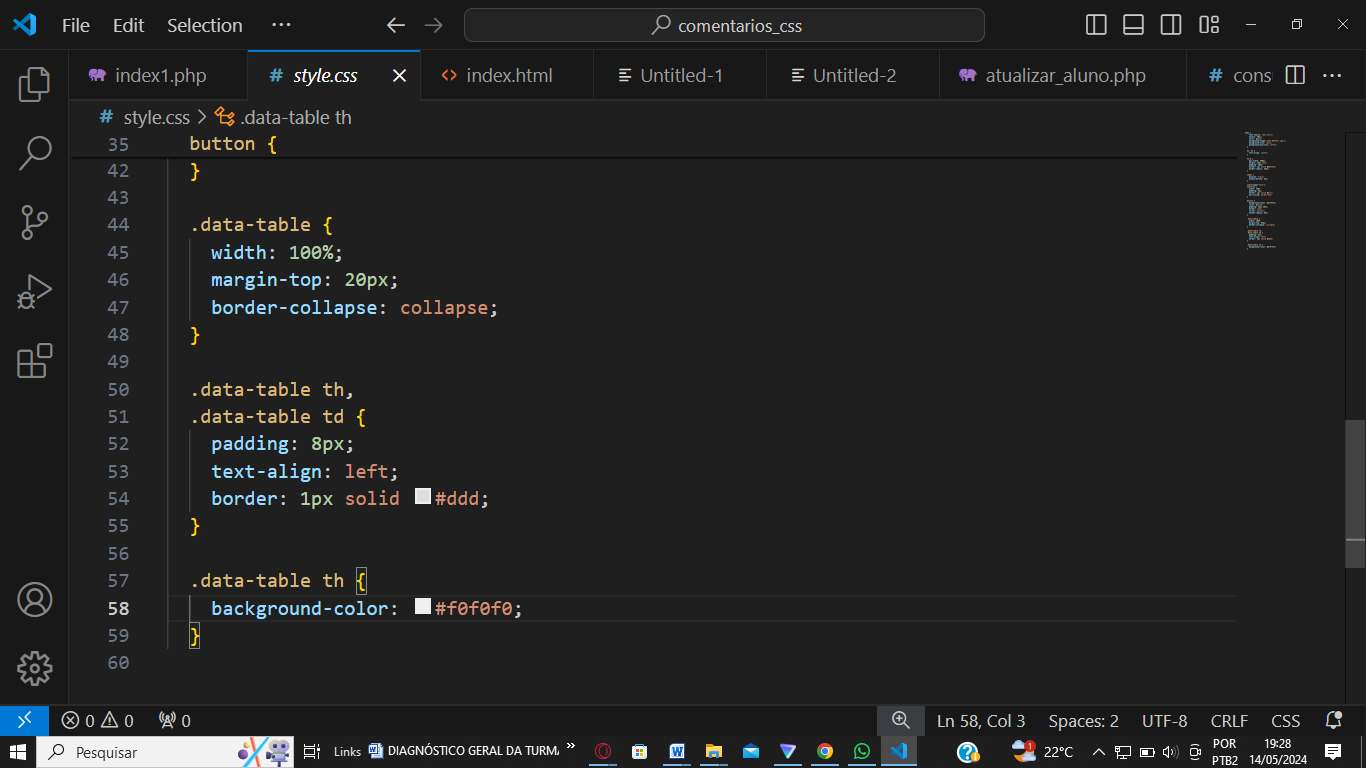 File Edit Selection ··· comentarios_css
index1.php style.css index.html Untitled-1 Untitled-2 atualizar_aluno.php cons ···
style.css > .data-table th
35 button {
42 }
43
44 .data-table {
45 width: 100%;
46 margin-top: 20px;
47 border-collapse: collapse;
48 }
49
50 .data-table th,
51 .data-table td {
52 padding: 8px;
53 text-align: left;
54 border: 1px solid #ddd;
55 }
56
57 .data-table th {
58 background-color: #f0f0f0;
59 }
60
0 0 0 Ln 58, Col 3 Spaces: 2 UTF-8 CRLF CSS
Pesquisar Links DIAGNÓSTICO GERAL DA TURMA » 1 22°C POR 19:28
PTB2 14/05/2024